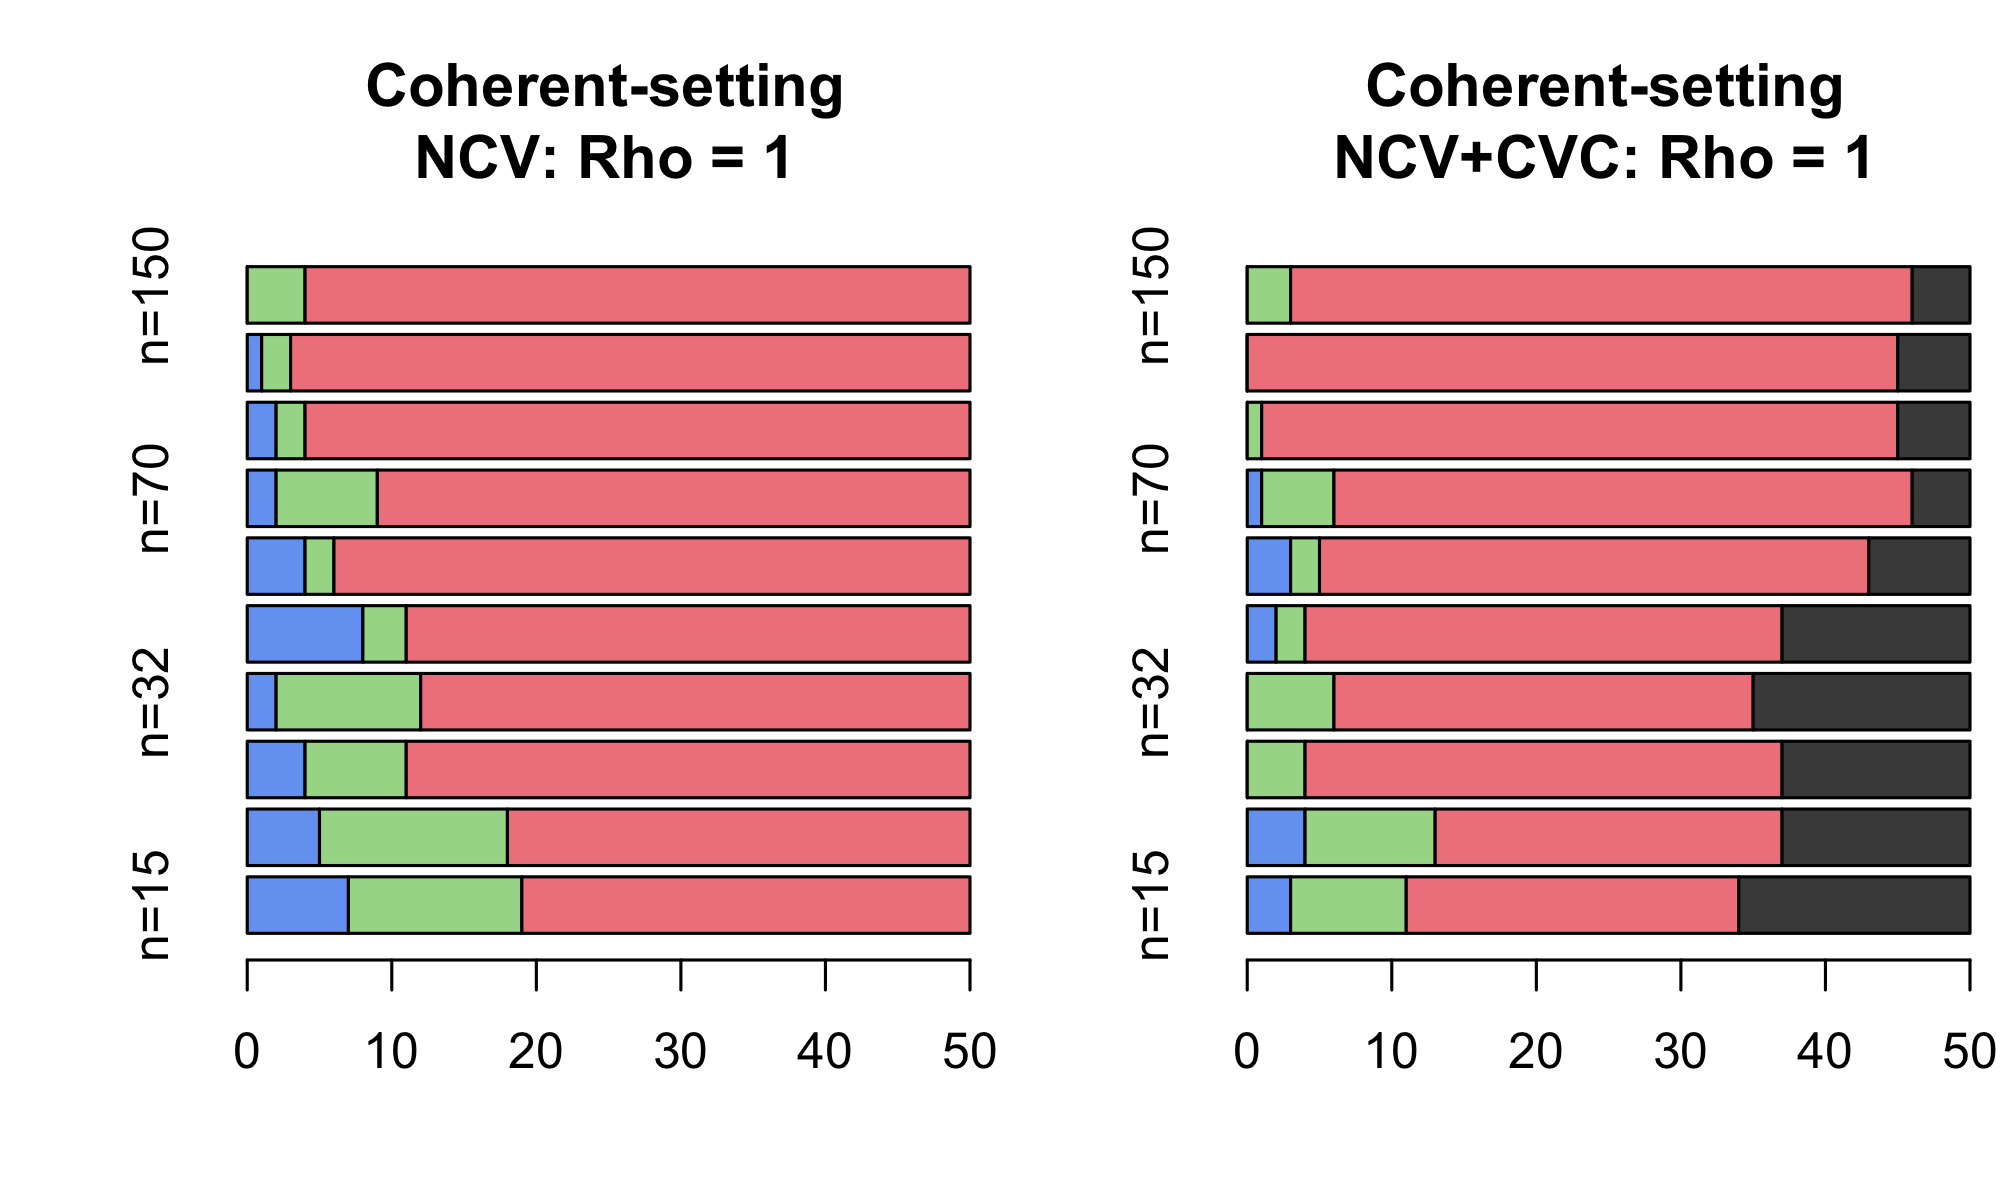 Coherent-setting
NCV: Rho = 1
n=150
n=70
n=32
n=15
0 10 20 30 40 50
Coherent-setting
NCV+CVC: Rho = 1
n=150
n=70
n=32
n=15
0 10 20 30 40 50